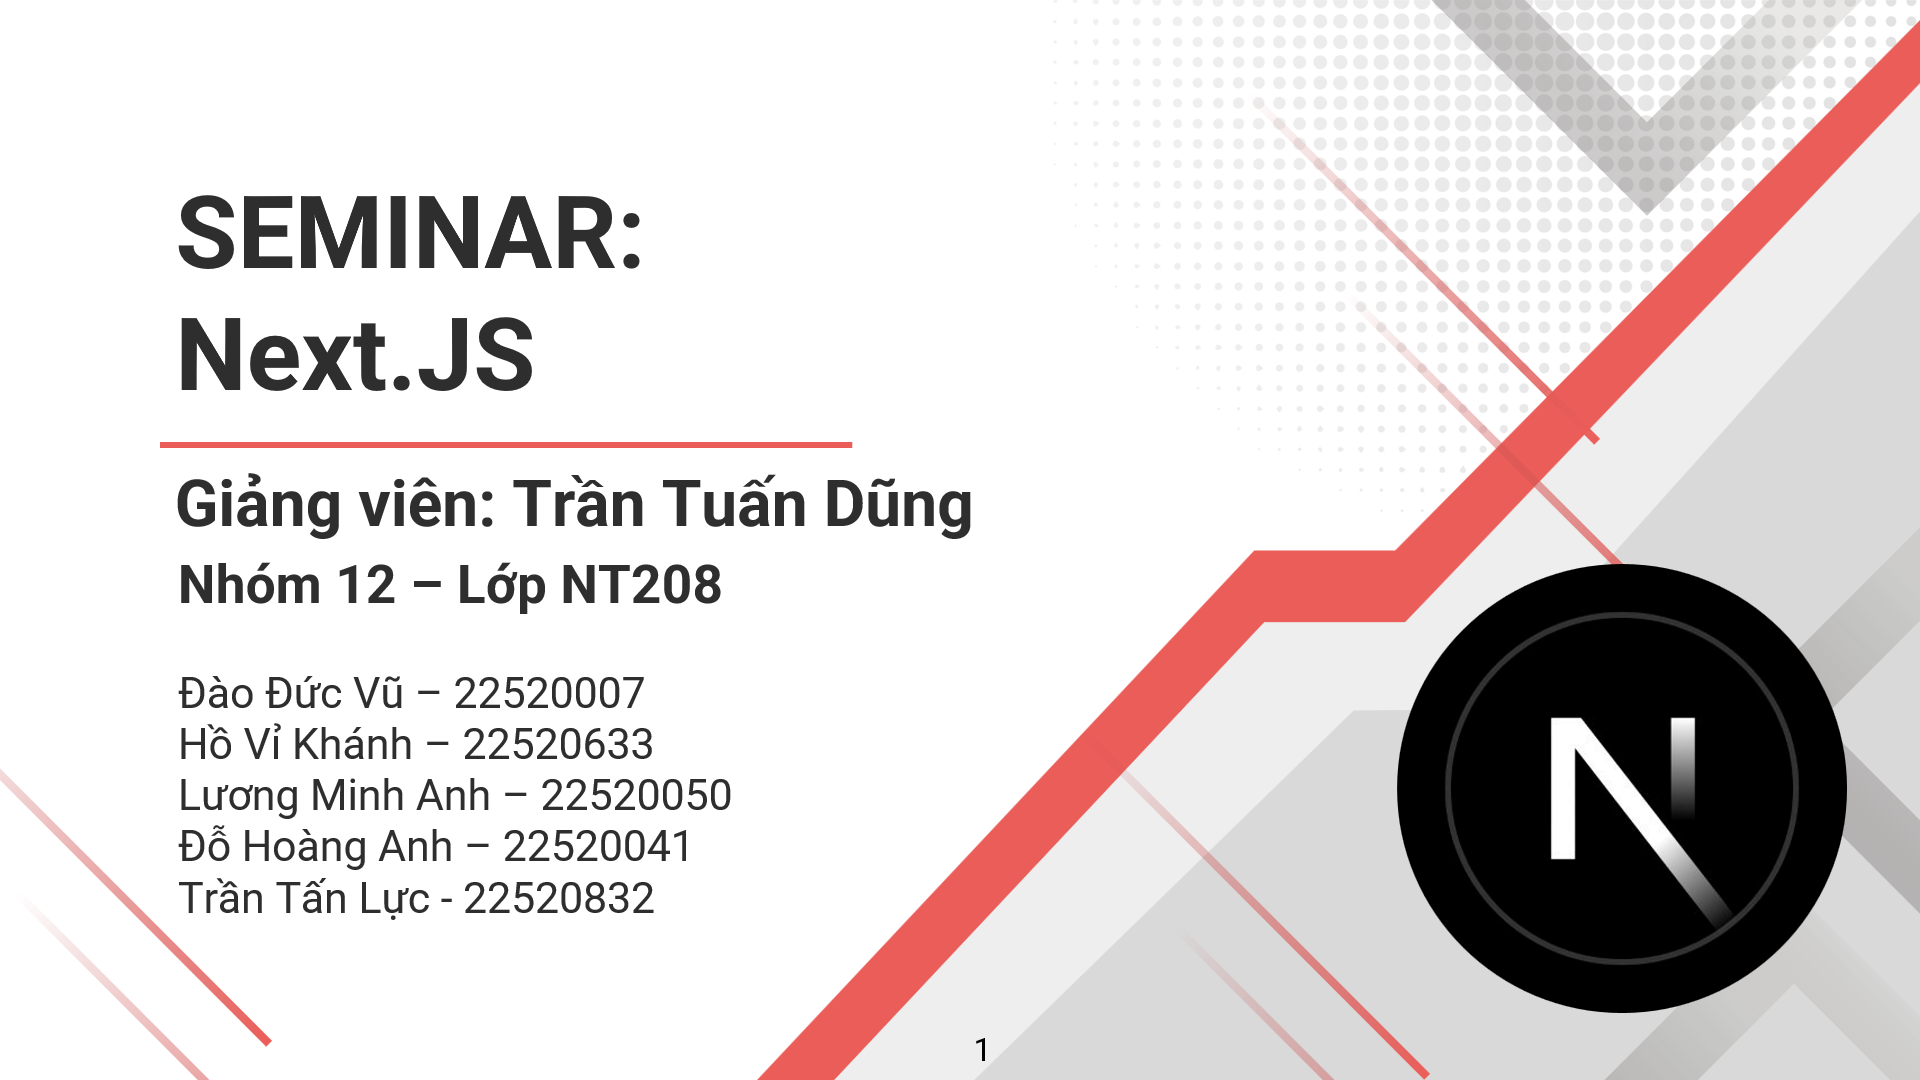 SEMINAR:
Next.JS
Giảng viên: Trần Tuấn Dũng
Nhóm 12 – Lớp NT208
Đào Đức Vũ – 22520007
Hồ Vỉ Khánh – 22520633
Lương Minh Anh – 22520050
Đỗ Hoàng Anh – 22520041
Trần Tấn Lực - 22520832
N
1